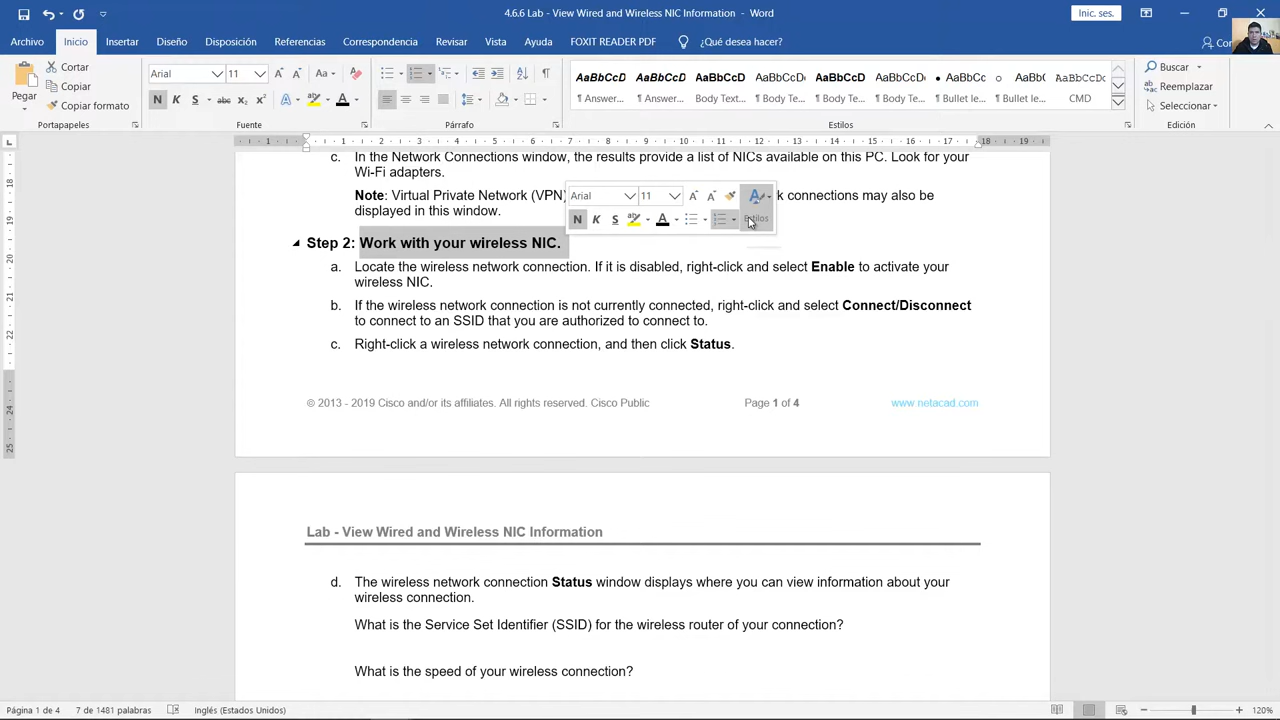 4.6.6 Lab - View Wired and Wireless NIC Information - Word
Inic. ses.
Archivo Inicio Insertar Diseño Disposición Referencias Correspondencia Revisar Vista Ayuda FOXIT READER PDF ¿Qué desea hacer?
Pegar
Cortar
Copiar
Copiar formato
Portapapeles
Arial 11
Fuente
Párrafo
AaBbCcD AaBbCcD AaBbCcD AaBbCcD AaBbCcD AaBbCcD AaBbC AaBbC AaBbCcD
¶ Answer... ¶ Answer... Body Text... ¶ Body Te... ¶ Body Te... ¶ Body Te... ¶ Bullet le... ¶ Bullet le... CMD
Estilos
Buscar
Reemplazar
Seleccionar
Edición
c. In the Network Connections window, the results provide a list of NICs available on this PC. Look for your
Wi-Fi adapters.
Note: Virtual Private Network (VPN) k connections may also be
displayed in this window.
Arial 11
N K S Estilos
Step 2: Work with your wireless NIC.
a. Locate the wireless network connection. If it is disabled, right-click and select Enable to activate your
wireless NIC.
b. If the wireless network connection is not currently connected, right-click and select Connect/Disconnect
to connect to an SSID that you are authorized to connect to.
c. Right-click a wireless network connection, and then click Status.
© 2013 - 2019 Cisco and/or its affiliates. All rights reserved. Cisco Public Page 1 of 4 www.netacad.com
Lab - View Wired and Wireless NIC Information
d. The wireless network connection Status window displays where you can view information about your
wireless connection.
What is the Service Set Identifier (SSID) for the wireless router of your connection?
What is the speed of your wireless connection?
Página 1 de 4 7 de 1481 palabras Inglés (Estados Unidos) 120%